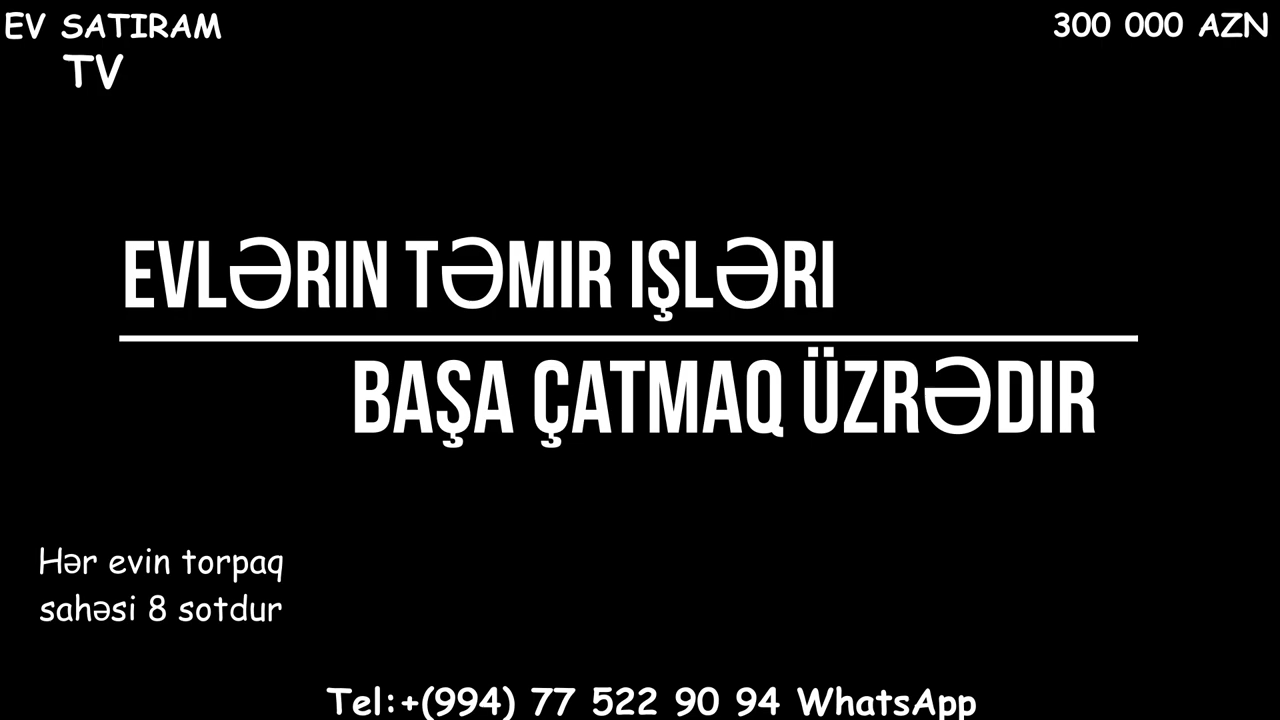 EV SATIRAM
TV
300 000 AZN
EVLƏRIN TƏMIR IŞLƏRI
BAŞA ÇATMAQ ÜZRƏDIR
Hər evin torpaq
sahəsi 8 sotdur
Tel:+(994) 77 522 90 94 WhatsApp